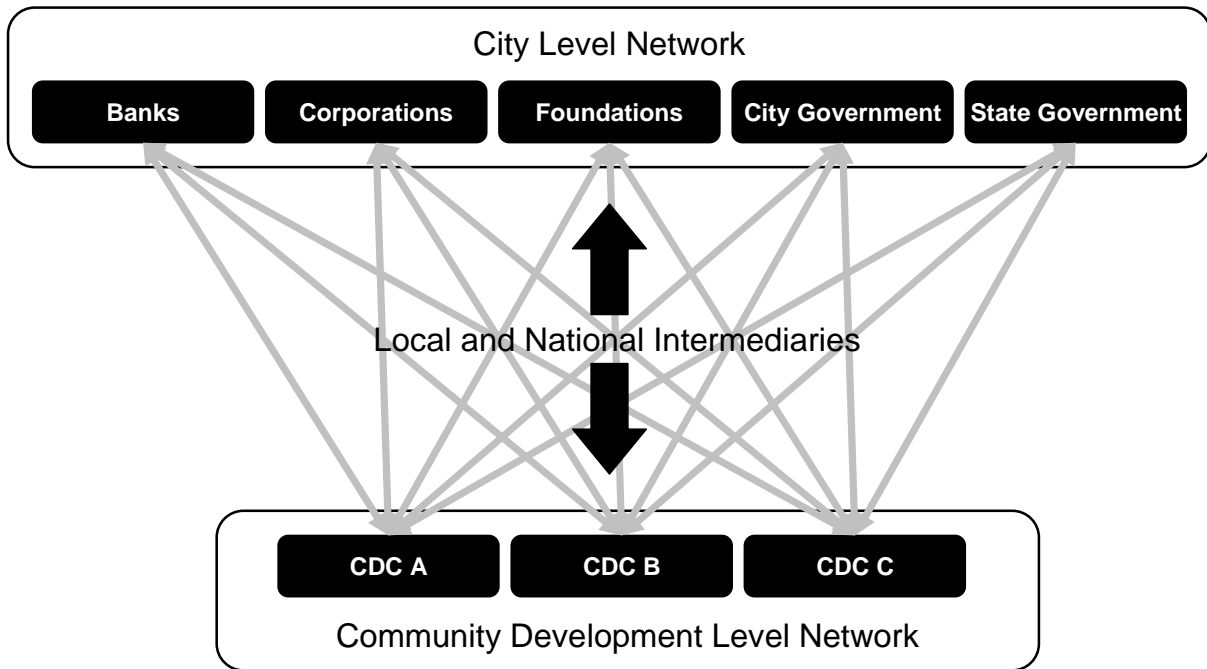 City Level Network
Banks
Corporations
Foundations
City Government
State Government
Local and National Intermediaries
CDC A
CDC B
CDC C
Community Development Level Network